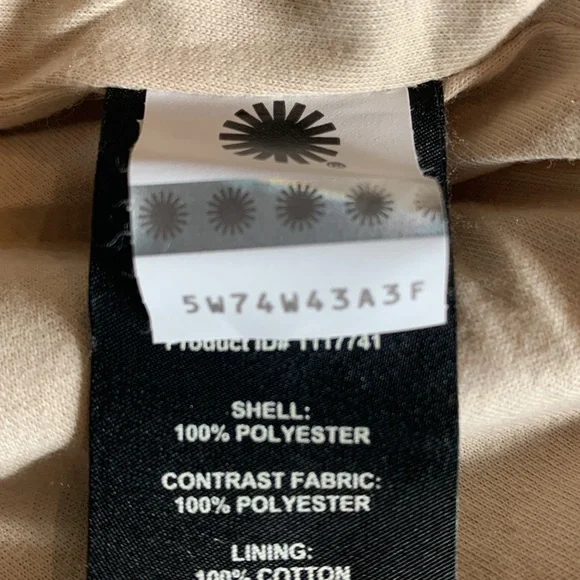 ®
5W74W43A3F
Product ID# 1117741
SHELL:
100% POLYESTER
CONTRAST FABRIC:
100% POLYESTER
LINING:
100% COTTON